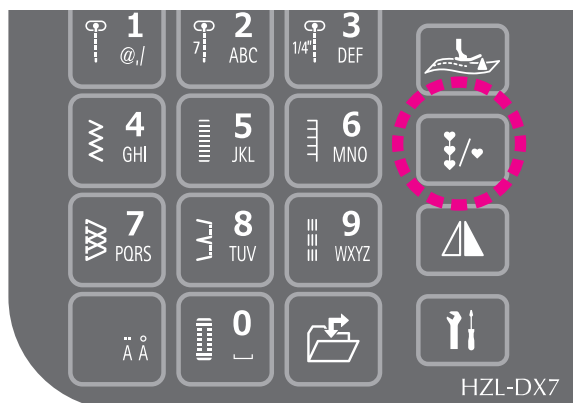 1 2 3
@,/ 7 ABC 1/4" DEF
4 5 6
GHI JKL MNO
7 8 9
PQRS TUV WXYZ
0
Ä Å
HZL-DX7